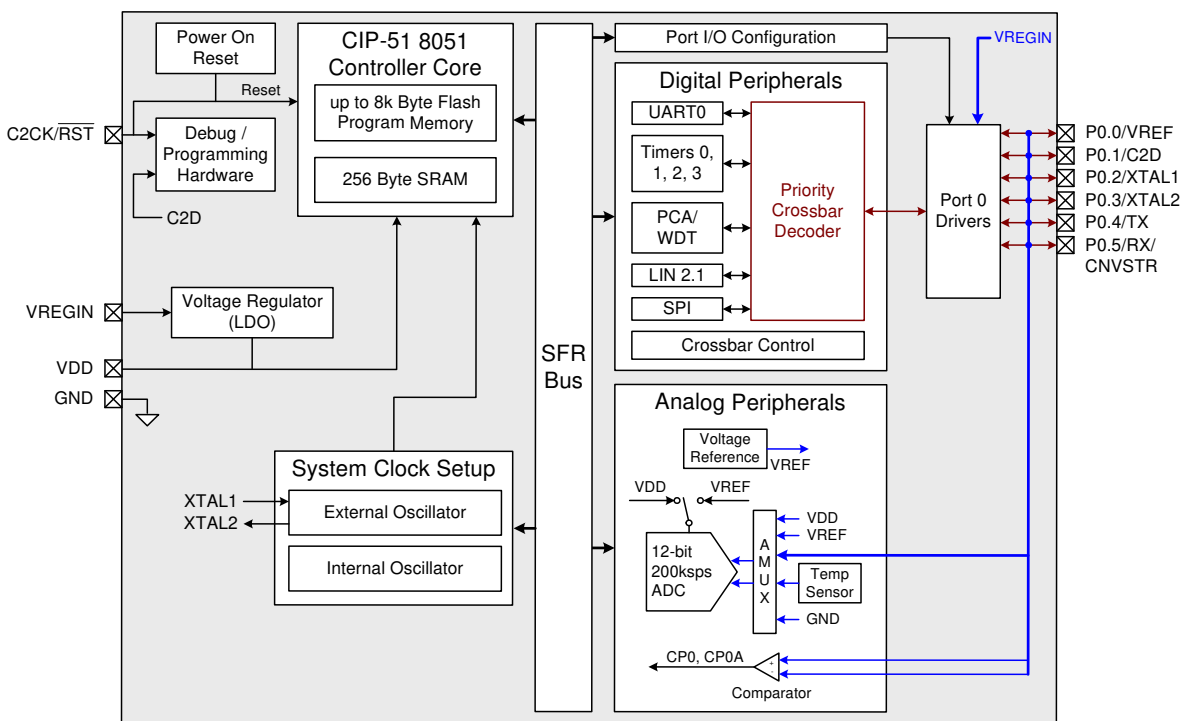 Power On
Reset
Reset
C2CK/RST
Debug /
Programming
Hardware
C2D
CIP-51 8051
Controller Core
up to 8k Byte Flash
Program Memory
256 Byte SRAM
VREGIN
Voltage Regulator
(LDO)
VDD
GND
System Clock Setup
XTAL1
XTAL2
External Oscillator
Internal Oscillator
SFR
Bus
Port I/O Configuration
Digital Peripherals
UART0
Timers 0,
1, 2, 3
PCA/
WDT
LIN 2.1
SPI
Priority
Crossbar
Decoder
Crossbar Control
VREGIN
Port 0
Drivers
P0.0/VREF
P0.1/C2D
P0.2/XTAL1
P0.3/XTAL2
P0.4/TX
P0.5/RX/
CNVSTR
Analog Peripherals
Voltage
Reference
VREF
VDD
VREF
12-bit
200ksps
ADC
A
M
U
X
VDD
VREF
Temp
Sensor
GND
CP0, CP0A
+
-
Comparator